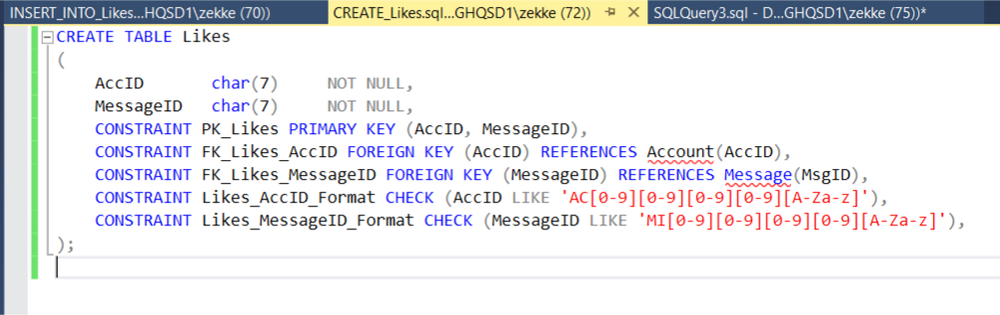 INSERT_INTO_Likes...HQSD1\zekke (70)) CREATE_Likes.sql...GHQSD1\zekke (72)) SQLQuery3.sql - D...GHQSD1\zekke (75))*
CREATE TABLE Likes
(
AccID char(7) NOT NULL,
MessageID char(7) NOT NULL,
CONSTRAINT PK_Likes PRIMARY KEY (AccID, MessageID),
CONSTRAINT FK_Likes_AccID FOREIGN KEY (AccID) REFERENCES Account(AccID),
CONSTRAINT FK_Likes_MessageID FOREIGN KEY (MessageID) REFERENCES Message(MsgID),
CONSTRAINT Likes_AccID_Format CHECK (AccID LIKE 'AC[0-9][0-9][0-9][0-9][A-Za-z]'),
CONSTRAINT Likes_MessageID_Format CHECK (MessageID LIKE 'MI[0-9][0-9][0-9][0-9][A-Za-z]'),
);